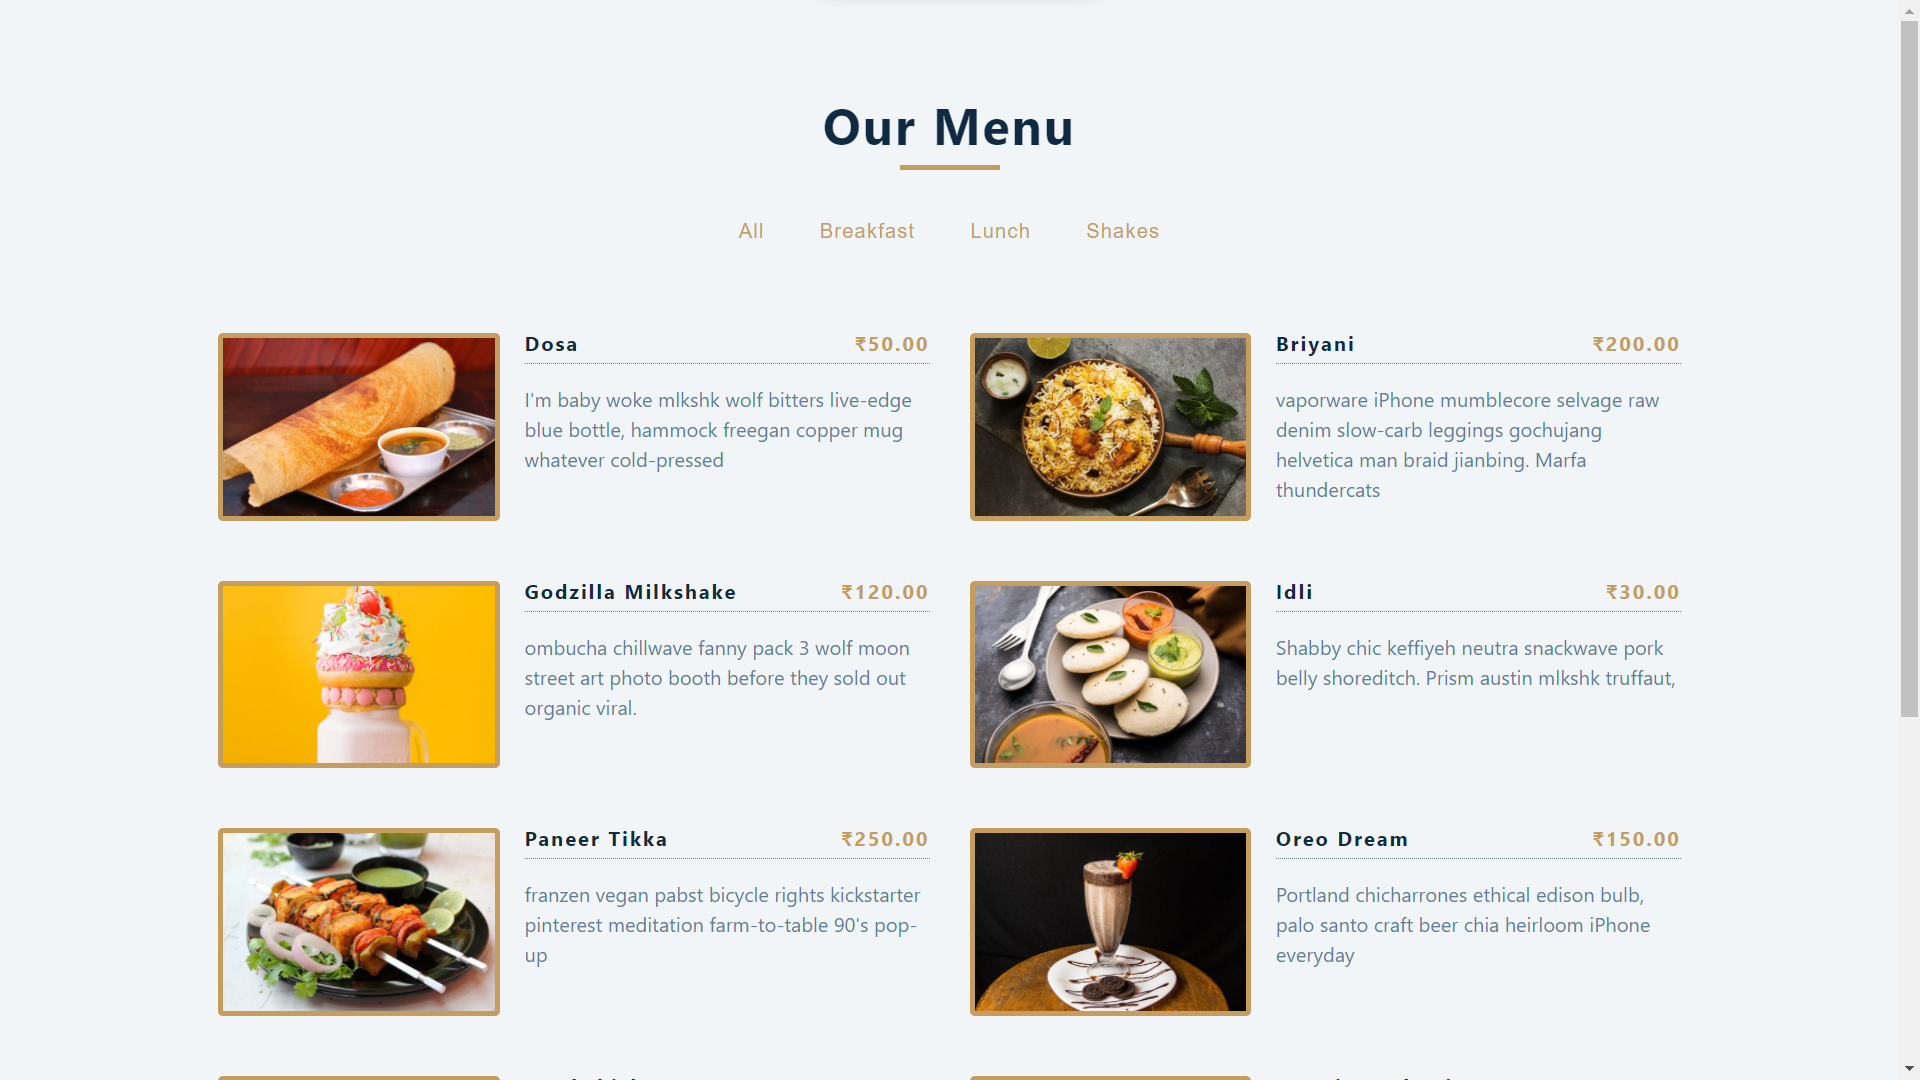 Our Menu
All Breakfast Lunch Shakes
Dosa ₹50.00
I'm baby woke mlkshk wolf bitters live-edge
blue bottle, hammock freegan copper mug
whatever cold-pressed
Briyani ₹200.00
vaporware iPhone mumblecore selvage raw
denim slow-carb leggings gochujang
helvetica man braid jianbing. Marfa
thundercats
Godzilla Milkshake ₹120.00
ombucha chillwave fanny pack 3 wolf moon
street art photo booth before they sold out
organic viral.
Idli ₹30.00
Shabby chic keffiyeh neutra snackwave pork
belly shoreditch. Prism austin mlkshk truffaut,
Paneer Tikka ₹250.00
franzen vegan pabst bicycle rights kickstarter
pinterest meditation farm-to-table 90's pop-
up
Oreo Dream ₹150.00
Portland chicharrones ethical edison bulb,
palo santo craft beer chia heirloom iPhone
everyday